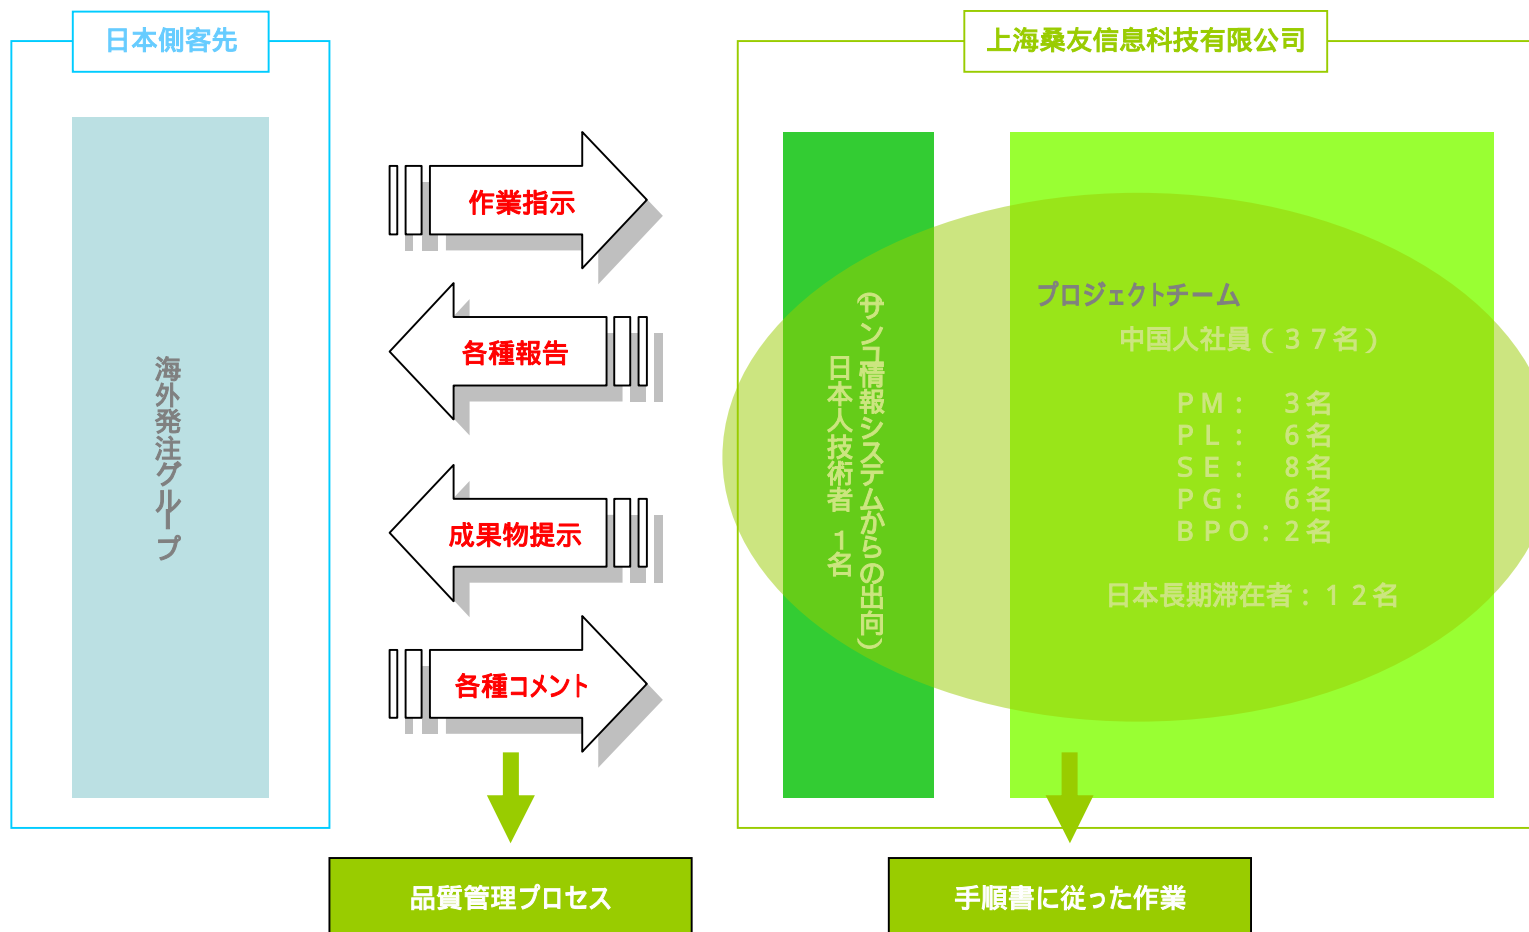 日本側客先
上海桑友信息科技有限公司
海外発注グループ
作業指示
各種報告
成果物提示
各種コメント
日本人技術者 1名
(サンコ情報システムからの出向)
プロジェクトチーム
中国人社員(37名)
PM: 3名
PL: 6名
SE: 8名
PG: 6名
BPO:2名
日本長期滞在者:12名
品質管理プロセス
手順書に従った作業